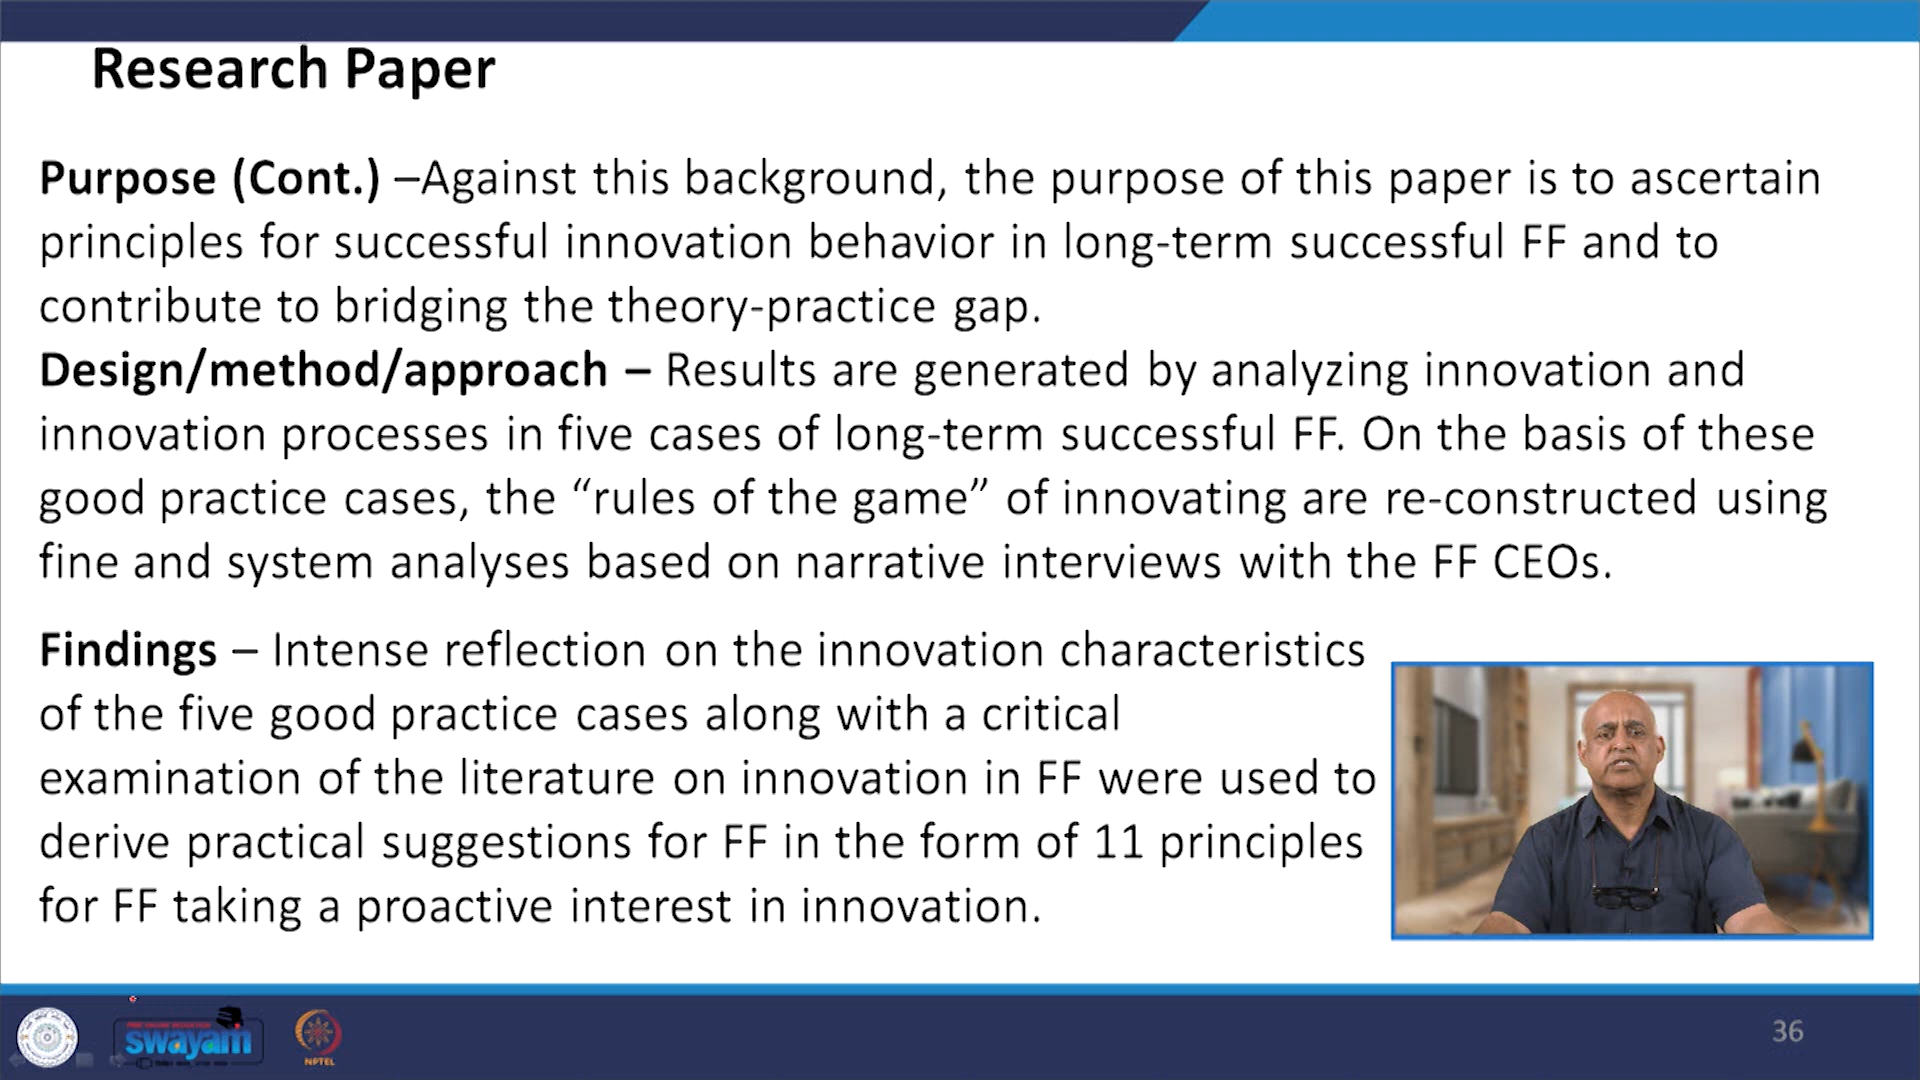 Research Paper
Purpose (Cont.) –Against this background, the purpose of this paper is to ascertain
principles for successful innovation behavior in long-term successful FF and to
contribute to bridging the theory-practice gap.
Design/method/approach – Results are generated by analyzing innovation and
innovation processes in five cases of long-term successful FF. On the basis of these
good practice cases, the “rules of the game” of innovating are re-constructed using
fine and system analyses based on narrative interviews with the FF CEOs.
Findings – Intense reflection on the innovation characteristics
of the five good practice cases along with a critical
examination of the literature on innovation in FF were used to
derive practical suggestions for FF in the form of 11 principles
for FF taking a proactive interest in innovation.
swayam
NPTEL
36